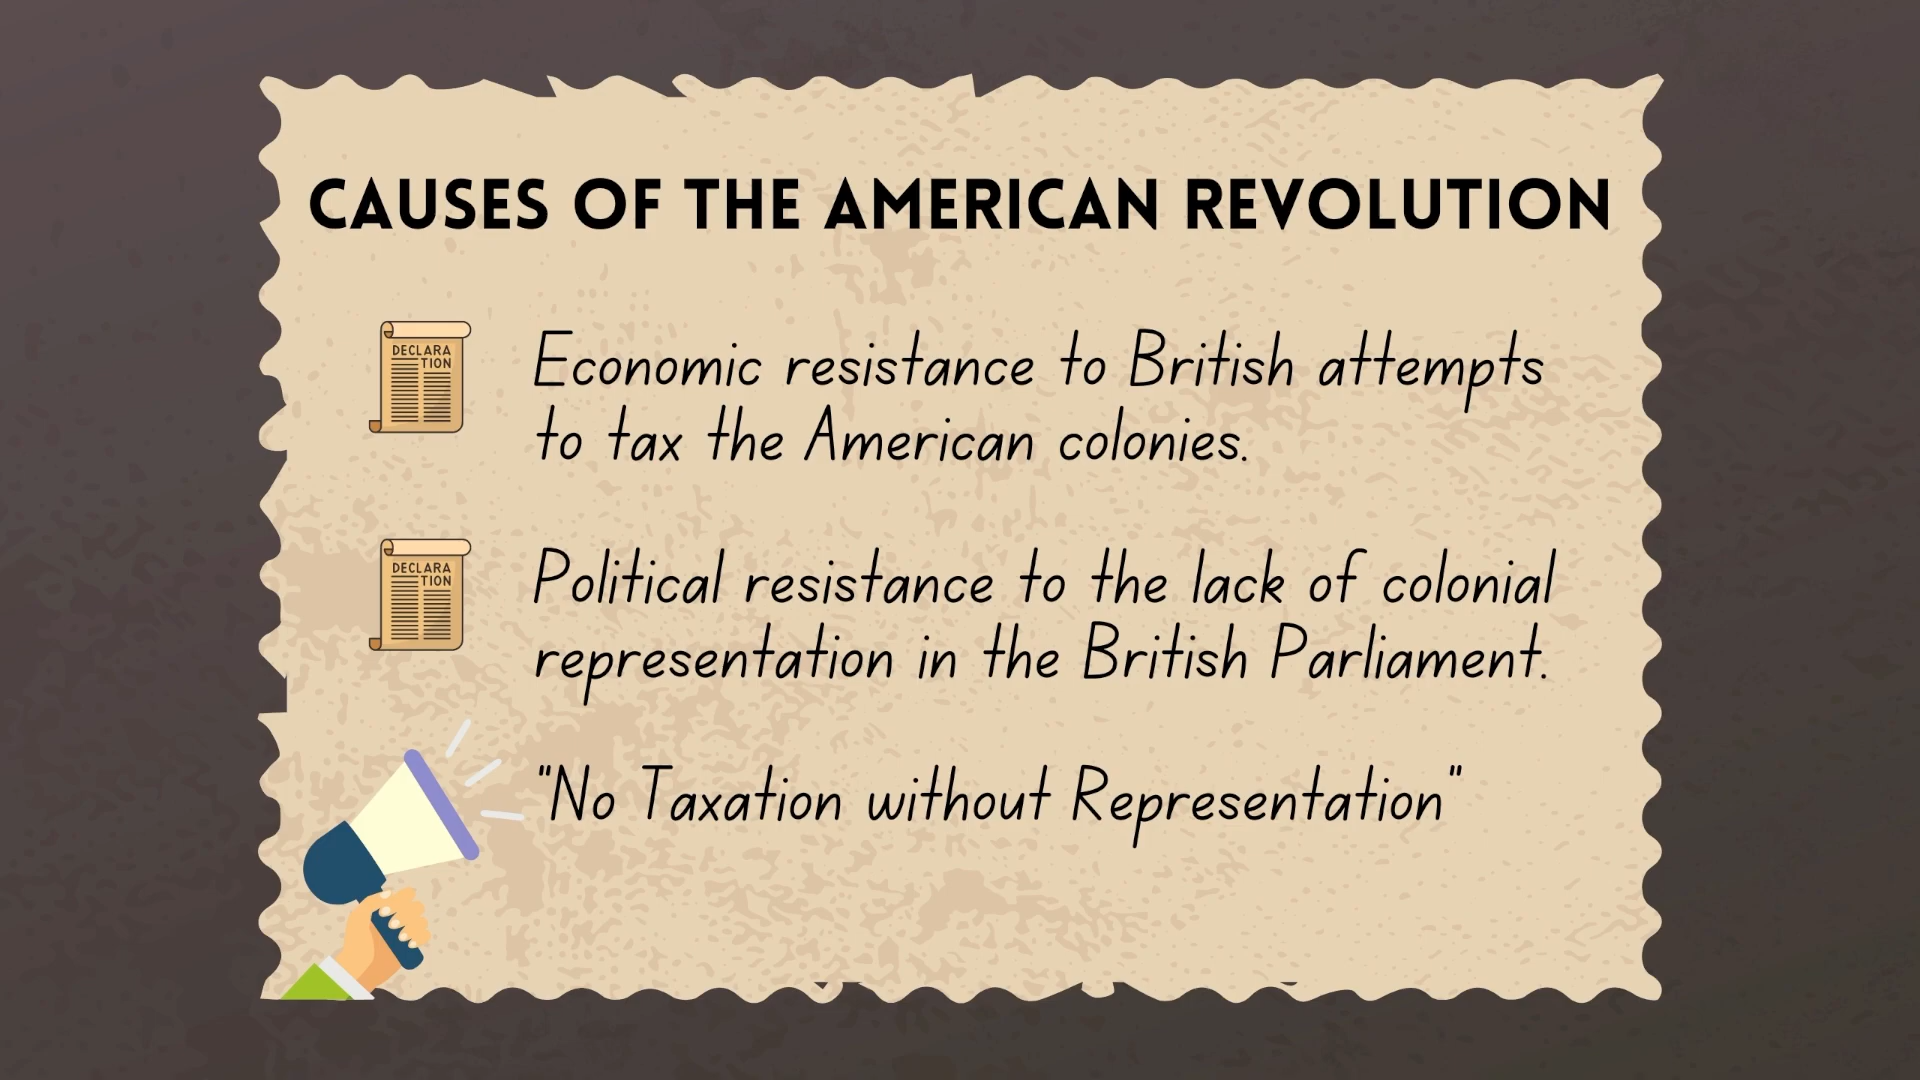 CAUSES OF THE AMERICAN REVOLUTION
DECLARA
TION
Economic resistance to British attempts
to tax the American colonies.
DECLARA
TION
Political resistance to the lack of colonial
representation in the British Parliament.
"No Taxation without Representation"